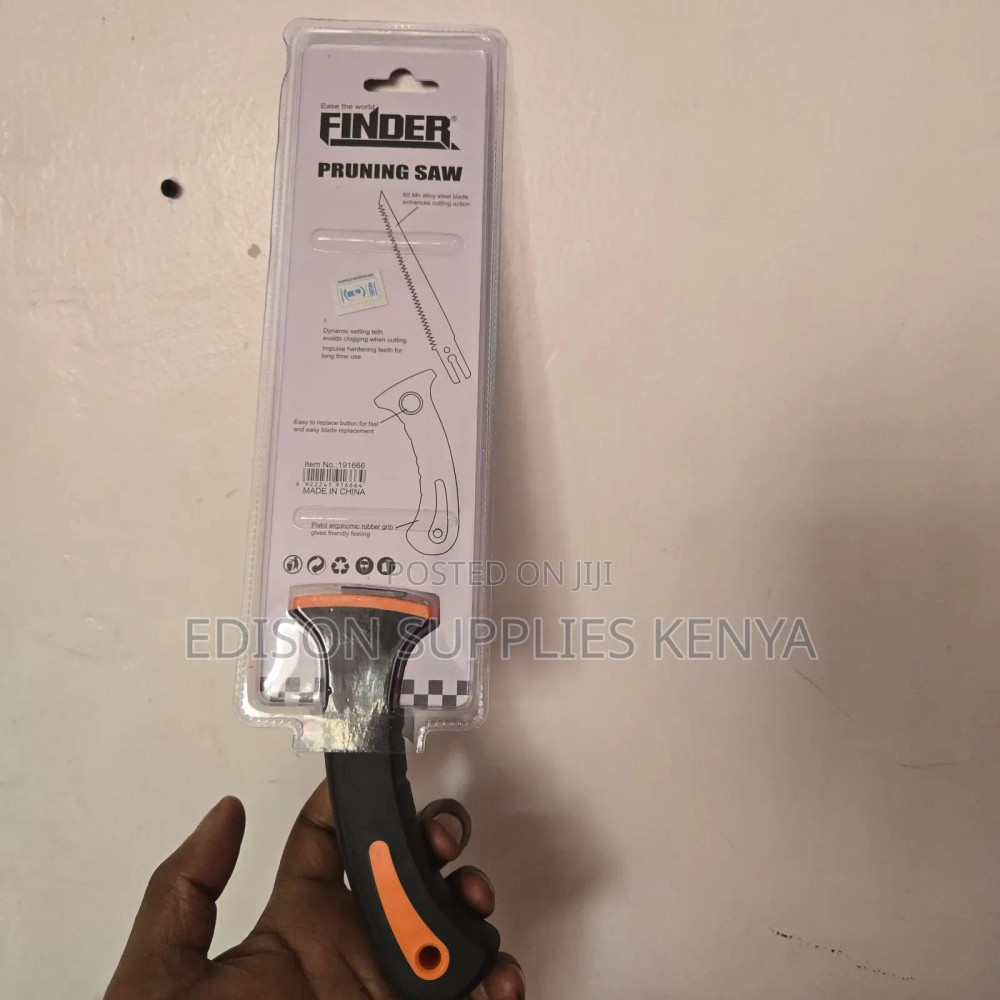 Ease the world
FINDER®
PRUNING SAW
65 Mn alloy steel blade
enhances cutting action
Dynamic setting teth
avoids clogging when cutting
Impulse hardening teeth for
long time use
Easy to replace button for fast
and easy blade replacement
Item No.:191666
6 922241 916664
MADE IN CHINA
Pistol ergonomic rubber grip
gives friendly feeling
POSTED ON JIJI
EDISON SUPPLIES KENYA